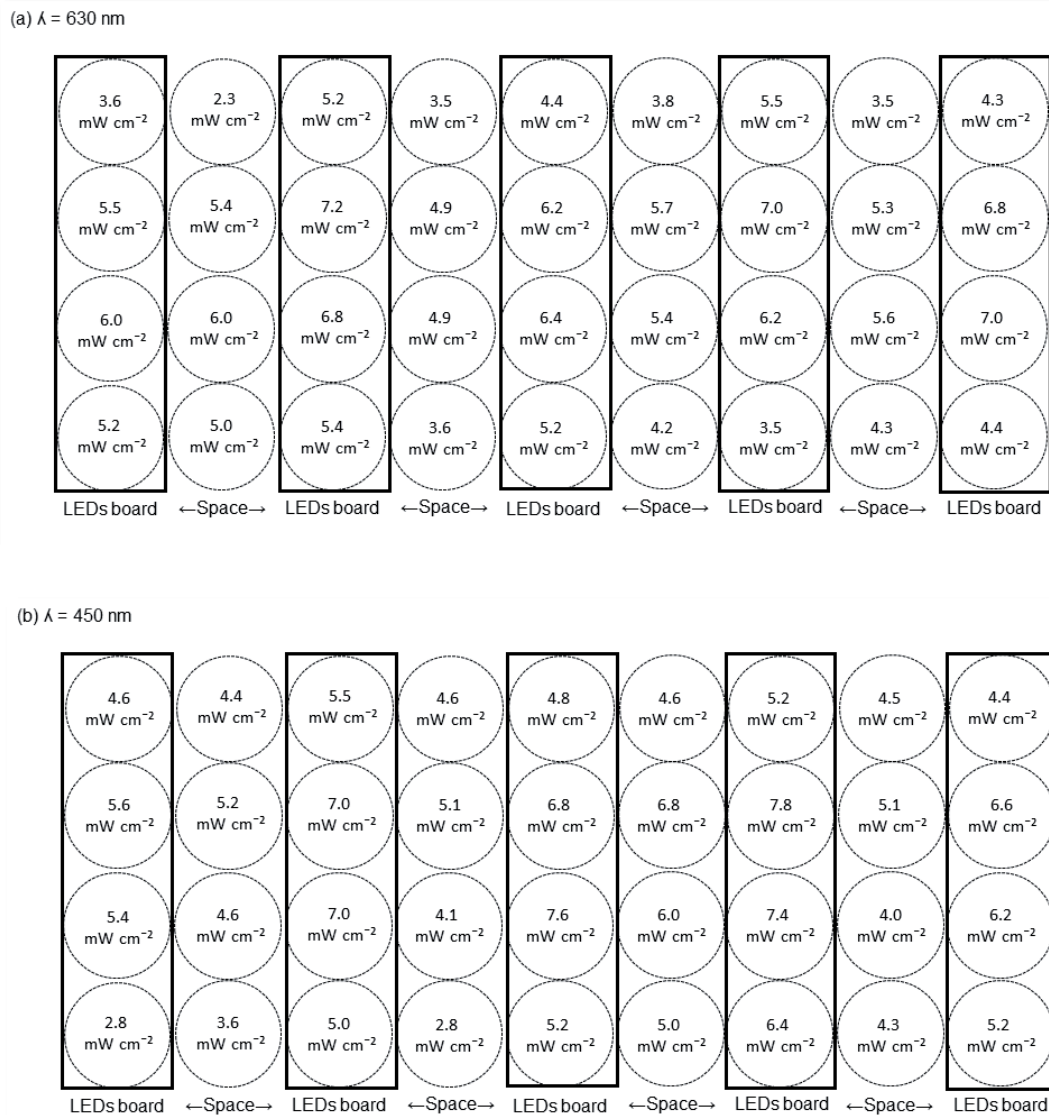 (a) ʎ = 630 nm
3.6 2.3 5.2 3.5 4.4 3.8 5.5 3.5 4.3
mW cm⁻² mW cm⁻² mW cm⁻² mW cm⁻² mW cm⁻² mW cm⁻² mW cm⁻² mW cm⁻² mW cm⁻²
5.5 5.4 7.2 4.9 6.2 5.7 7.0 5.3 6.8
mW cm⁻² mW cm⁻² mW cm⁻² mW cm⁻² mW cm⁻² mW cm⁻² mW cm⁻² mW cm⁻² mW cm⁻²
6.0 6.0 6.8 4.9 6.4 5.4 6.2 5.6 7.0
mW cm⁻² mW cm⁻² mW cm⁻² mW cm⁻² mW cm⁻² mW cm⁻² mW cm⁻² mW cm⁻² mW cm⁻²
5.2 5.0 5.4 3.6 5.2 4.2 3.5 4.3 4.4
mW cm⁻² mW cm⁻² mW cm⁻² mW cm⁻² mW cm⁻² mW cm⁻² mW cm⁻² mW cm⁻² mW cm⁻²
LEDs board ←Space→ LEDs board ←Space→ LEDs board ←Space→ LEDs board ←Space→ LEDs board
(b) ʎ = 450 nm
4.6 4.4 5.5 4.6 4.8 4.6 5.2 4.5 4.4
mW cm⁻² mW cm⁻² mW cm⁻² mW cm⁻² mW cm⁻² mW cm⁻² mW cm⁻² mW cm⁻² mW cm⁻²
5.6 5.2 7.0 5.1 6.8 6.8 7.8 5.1 6.6
mW cm⁻² mW cm⁻² mW cm⁻² mW cm⁻² mW cm⁻² mW cm⁻² mW cm⁻² mW cm⁻² mW cm⁻²
5.4 4.6 7.0 4.1 7.6 6.0 7.4 4.0 6.2
mW cm⁻² mW cm⁻² mW cm⁻² mW cm⁻² mW cm⁻² mW cm⁻² mW cm⁻² mW cm⁻² mW cm⁻²
2.8 3.6 5.0 2.8 5.2 5.0 6.4 4.3 5.2
mW cm⁻² mW cm⁻² mW cm⁻² mW cm⁻² mW cm⁻² mW cm⁻² mW cm⁻² mW cm⁻² mW cm⁻²
LEDs board ←Space→ LEDs board ←Space→ LEDs board ←Space→ LEDs board ←Space→ LEDs board